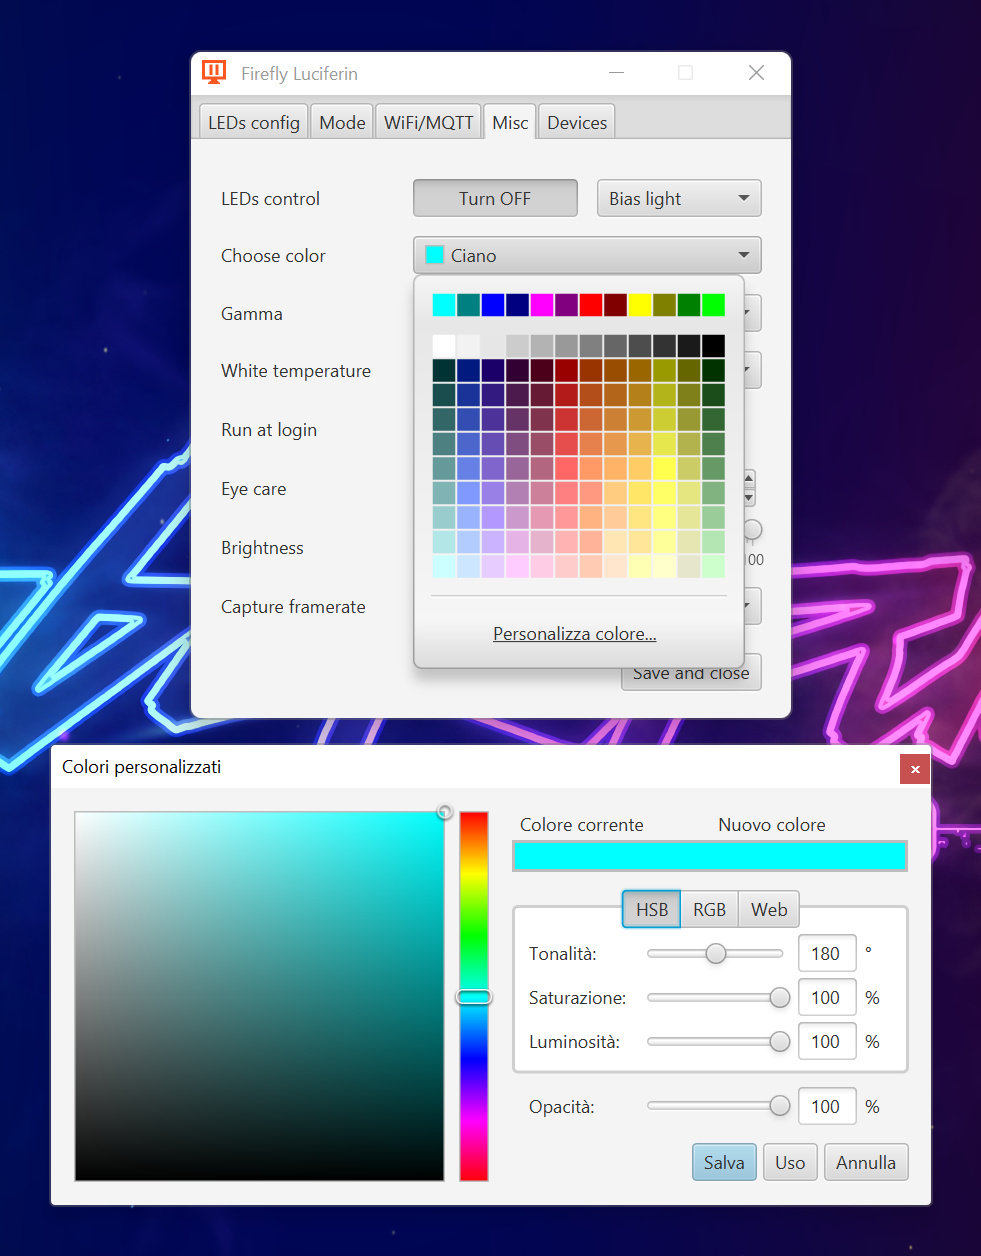 Firefly Luciferin
LEDs config Mode WiFi/MQTT Misc Devices
LEDs control Turn OFF Bias light
Choose color Ciano
Gamma
White temperature
Run at login
Eye care
Brightness
100
Capture framerate
Personalizza colore...
Save and close
Colori personalizzati
Colore corrente Nuovo colore
HSB RGB Web
Tonalità: 180 °
Saturazione: 100 %
Luminosità: 100 %
Opacità: 100 %
Salva Uso Annulla